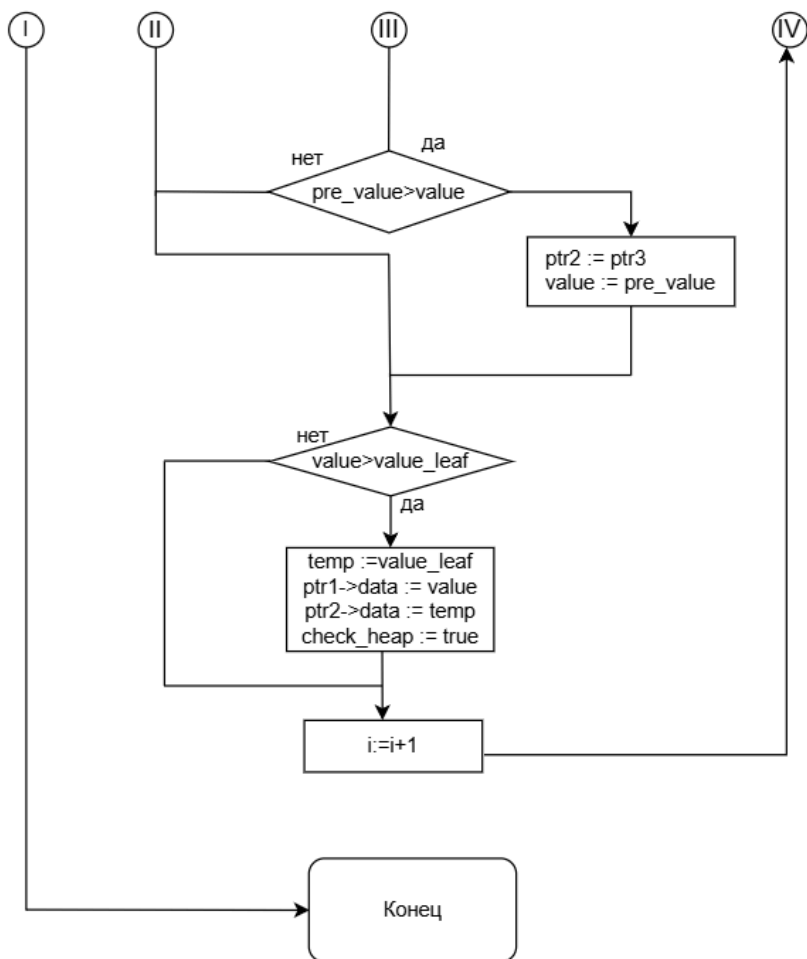 I
II
III
IV
нет
да
pre_value>value
ptr2 := ptr3
value := pre_value
нет
value>value_leaf
да
temp :=value_leaf
ptr1->data := value
ptr2->data := temp
check_heap := true
i:=i+1
Конец